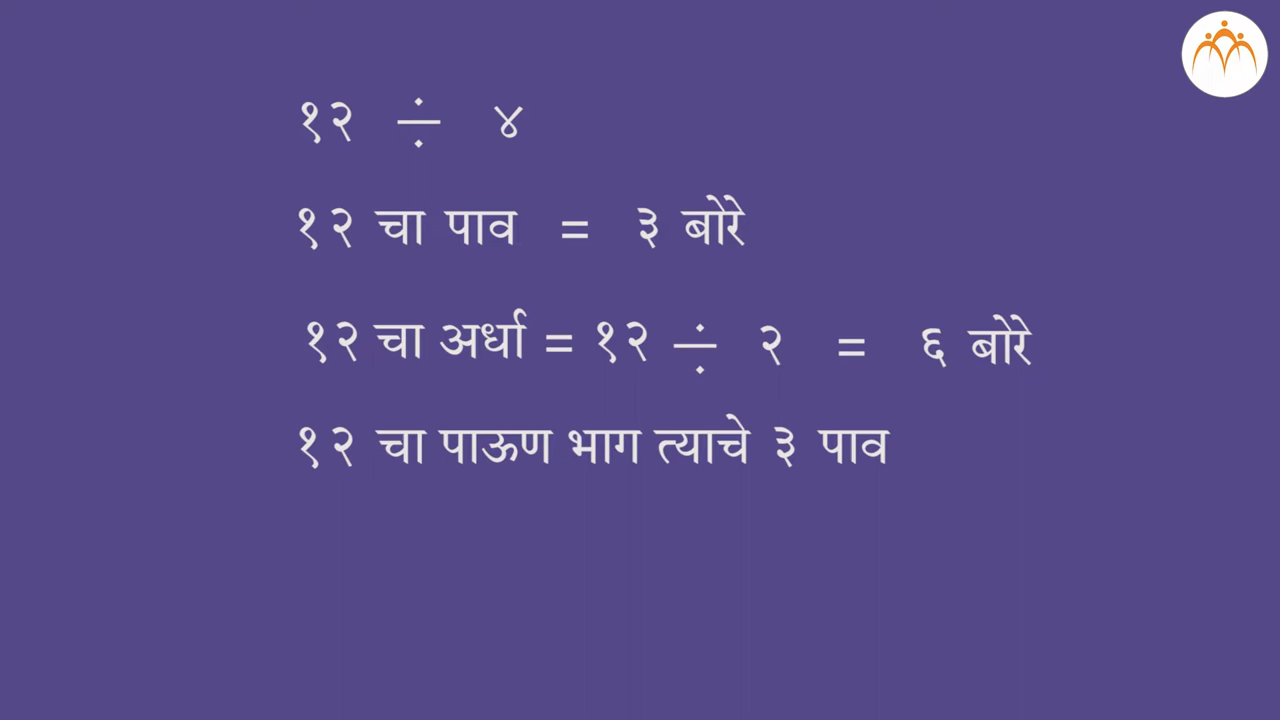 १२ ÷ ४
१२ चा पाव = ३ बोरे
१२ चा अर्धा = १२ ÷ २ = ६ बोरे
१२ चा पाऊण भाग त्याचे ३ पाव